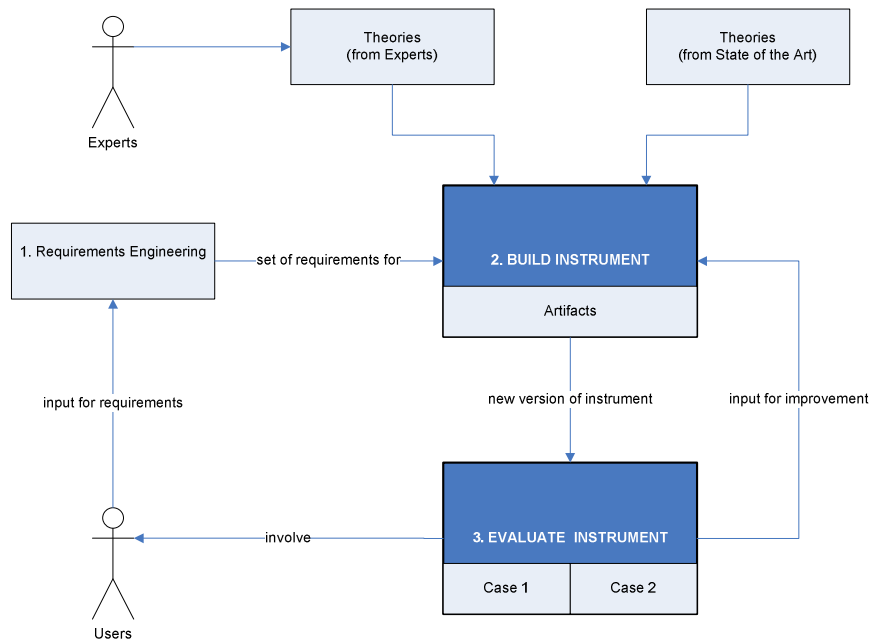 Theories
(from Experts)
Theories
(from State of the Art)
Experts
1. Requirements Engineering
set of requirements for
2. BUILD INSTRUMENT
Artifacts
input for requirements
new version of instrument
input for improvement
involve
3. EVALUATE INSTRUMENT
Case 1
Case 2
Users